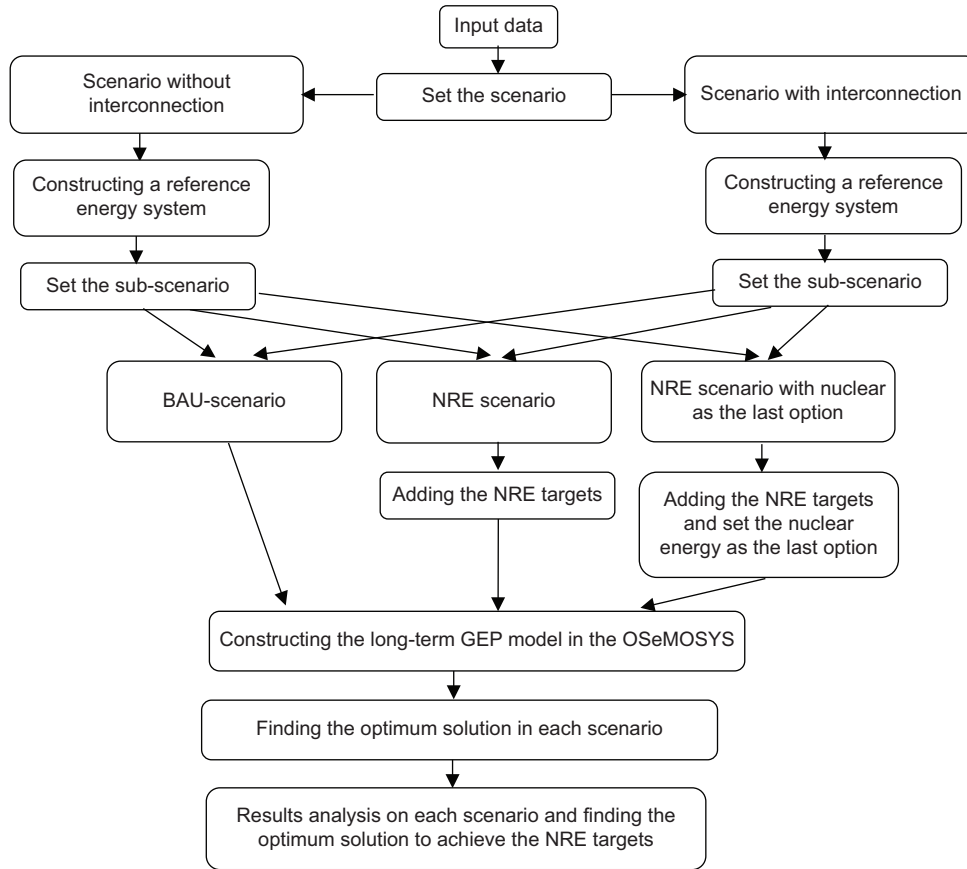 Input data
Scenario without
interconnection
Set the scenario
Scenario with interconnection
Constructing a reference
energy system
Constructing a reference
energy system
Set the sub-scenario
Set the sub-scenario
BAU-scenario
NRE scenario
NRE scenario with nuclear
as the last option
Adding the NRE targets
Adding the NRE targets
and set the nuclear
energy as the last option
Constructing the long-term GEP model in the OSeMOSYS
Finding the optimum solution in each scenario
Results analysis on each scenario and finding the
optimum solution to achieve the NRE targets